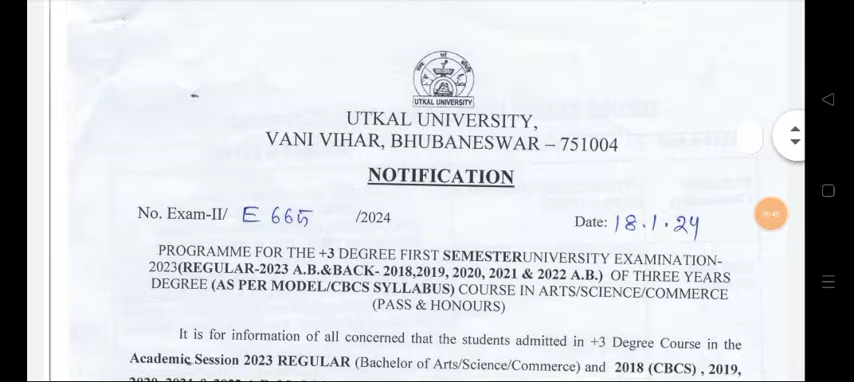 UTKAL UNIVERSITY
UTKAL UNIVERSITY,
VANI VIHAR, BHUBANESWAR – 751004
NOTIFICATION
No. Exam-II/ E 665 /2024
Date: 18.1.24
PROGRAMME FOR THE +3 DEGREE FIRST SEMESTERUNIVERSITY EXAMINATION-
2023(REGULAR-2023 A.B.&BACK- 2018,2019, 2020, 2021 & 2022 A.B.) OF THREE YEARS
DEGREE (AS PER MODEL/CBCS SYLLABUS) COURSE IN ARTS/SCIENCE/COMMERCE
(PASS & HONOURS)
It is for information of all concerned that the students admitted in +3 Degree Course in the
Academic Session 2023 REGULAR (Bachelor of Arts/Science/Commerce) and 2018 (CBCS) , 2019,